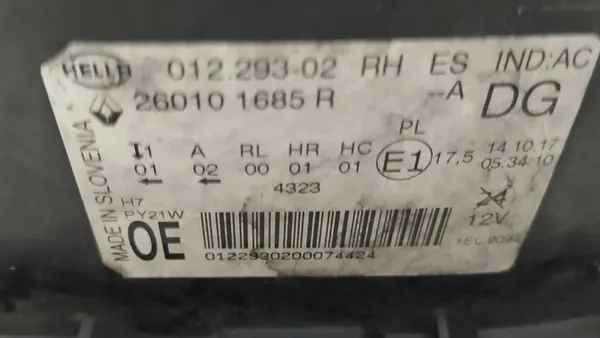 HELLA 012.293-02 RH ES IND:AC
26010 1685 R --A DG
PL
1 A RL HR HC E1 17,5 14.10.17
01 02 00 01 01 05:34:10
4323
H7
PY21W 24
OE 12V
MADE IN SLOVENIA
0122930200074424